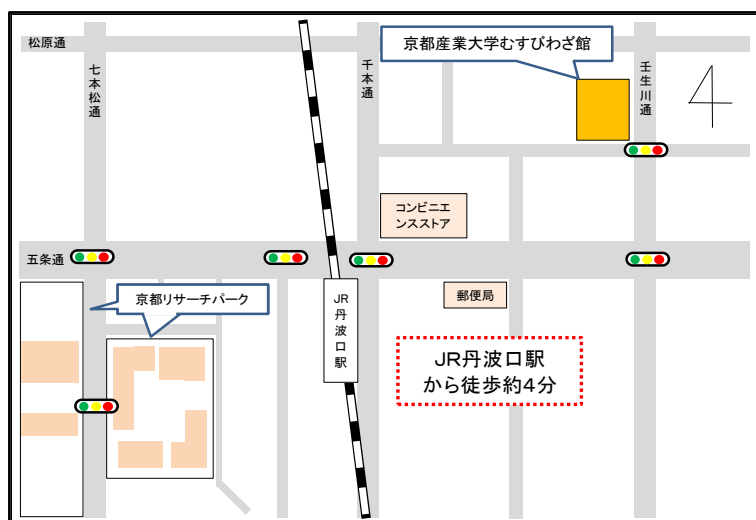 松原通
京都産業大学むすびわざ館
七本松通
千本通
壬生川通
コンビニエ
ンスストア
五条通
京都リサーチパーク
JR丹波口駅
郵便局
JR丹波口駅
から徒歩約4分